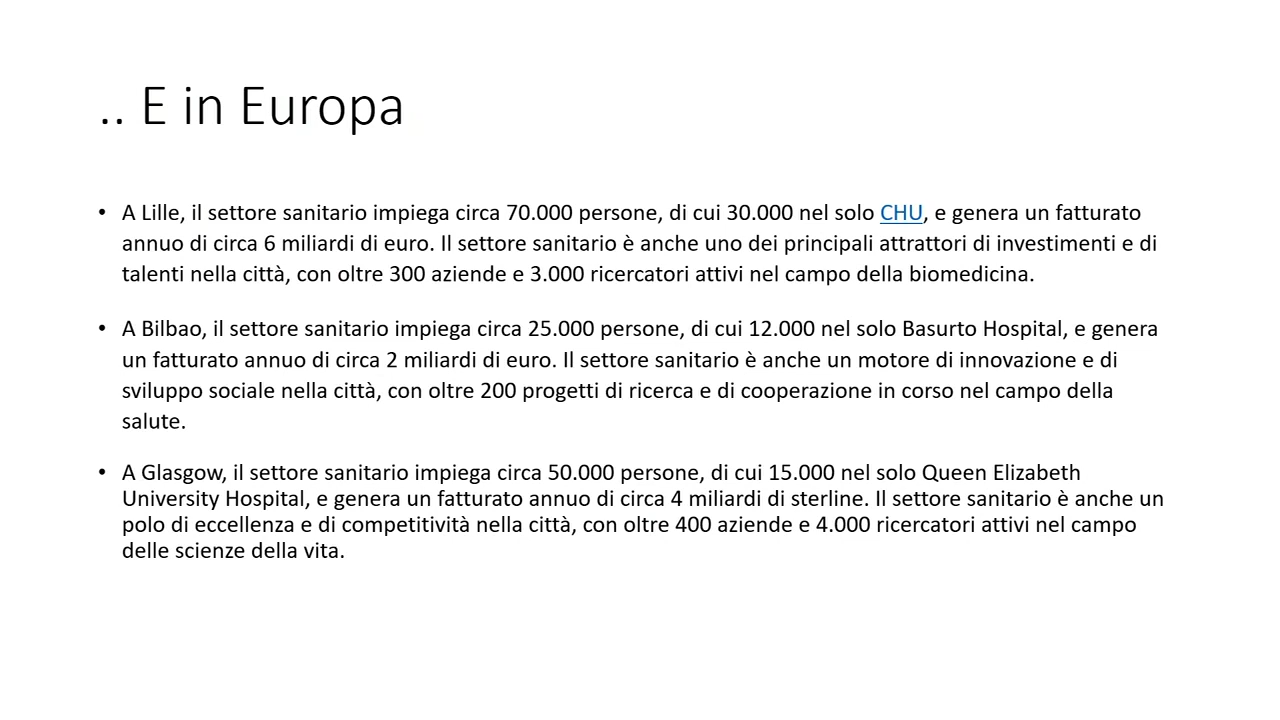 .. E in Europa
• A Lille, il settore sanitario impiega circa 70.000 persone, di cui 30.000 nel solo CHU, e genera un fatturato
annuo di circa 6 miliardi di euro. Il settore sanitario è anche uno dei principali attrattori di investimenti e di
talenti nella città, con oltre 300 aziende e 3.000 ricercatori attivi nel campo della biomedicina.
• A Bilbao, il settore sanitario impiega circa 25.000 persone, di cui 12.000 nel solo Basurto Hospital, e genera
un fatturato annuo di circa 2 miliardi di euro. Il settore sanitario è anche un motore di innovazione e di
sviluppo sociale nella città, con oltre 200 progetti di ricerca e di cooperazione in corso nel campo della
salute.
• A Glasgow, il settore sanitario impiega circa 50.000 persone, di cui 15.000 nel solo Queen Elizabeth
University Hospital, e genera un fatturato annuo di circa 4 miliardi di sterline. Il settore sanitario è anche un
polo di eccellenza e di competitività nella città, con oltre 400 aziende e 4.000 ricercatori attivi nel campo
delle scienze della vita.